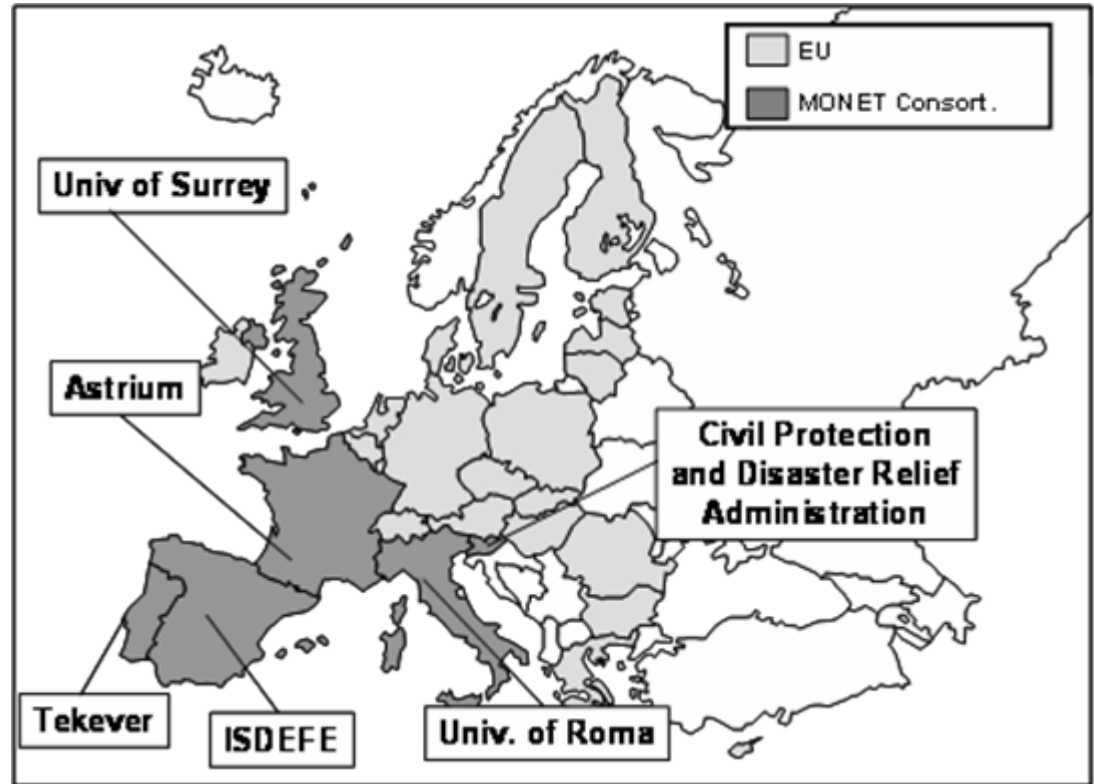 EU
MONET Consort.
Univ of Surrey
Astrium
Civil Protection
and Disaster Relief
Administration
Tekever
ISDEFE
Univ. of Roma